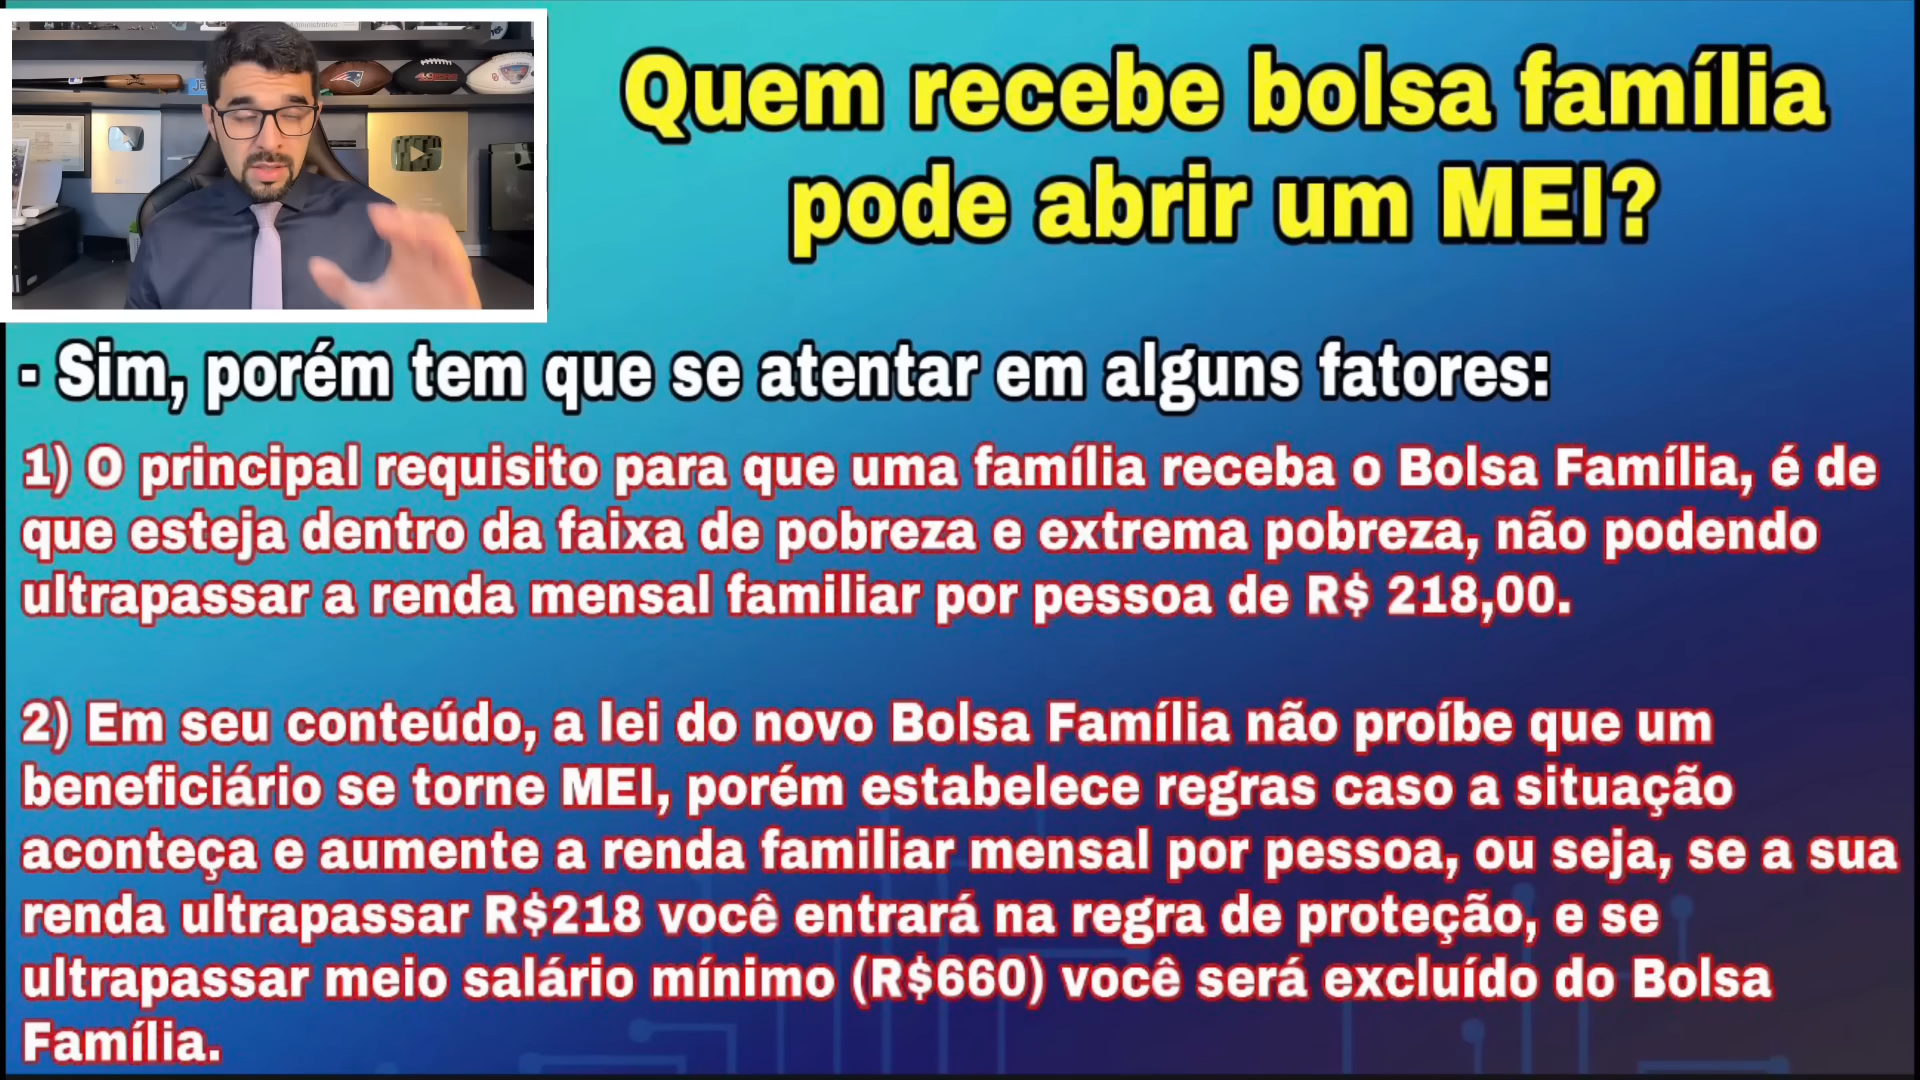 Quem recebe bolsa família
pode abrir um MEI?
- Sim, porém tem que se atentar em alguns fatores:
1) O principal requisito para que uma família receba o Bolsa Família, é de
que esteja dentro da faixa de pobreza e extrema pobreza, não podendo
ultrapassar a renda mensal familiar por pessoa de R$ 218,00.
2) Em seu conteúdo, a lei do novo Bolsa Família não proíbe que um
beneficiário se torne MEI, porém estabelece regras caso a situação
aconteça e aumente a renda familiar mensal por pessoa, ou seja, se a sua
renda ultrapassar R$218 você entrará na regra de proteção, e se
ultrapassar meio salário mínimo (R$660) você será excluído do Bolsa
Família.